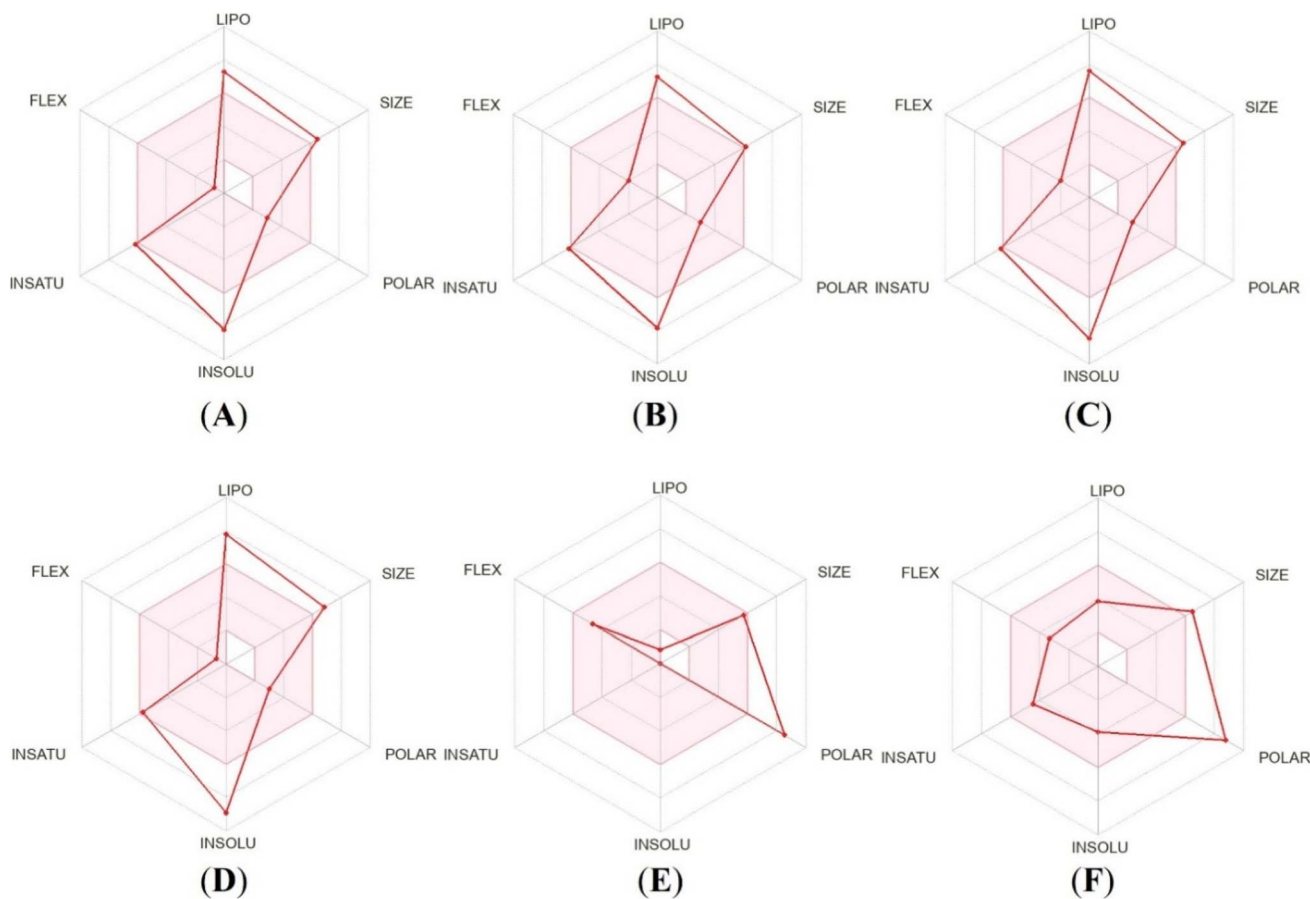 LIPO
FLEX
SIZE
INSATU
POLAR
INSOLU
(A)
LIPO
FLEX
SIZE
INSATU
POLAR
INSOLU
(B)
LIPO
FLEX
SIZE
INSATU
POLAR
INSOLU
(C)
LIPO
FLEX
SIZE
INSATU
POLAR
INSOLU
(D)
LIPO
FLEX
SIZE
INSATU
POLAR
INSOLU
(E)
LIPO
FLEX
SIZE
INSATU
POLAR
INSOLU
(F)